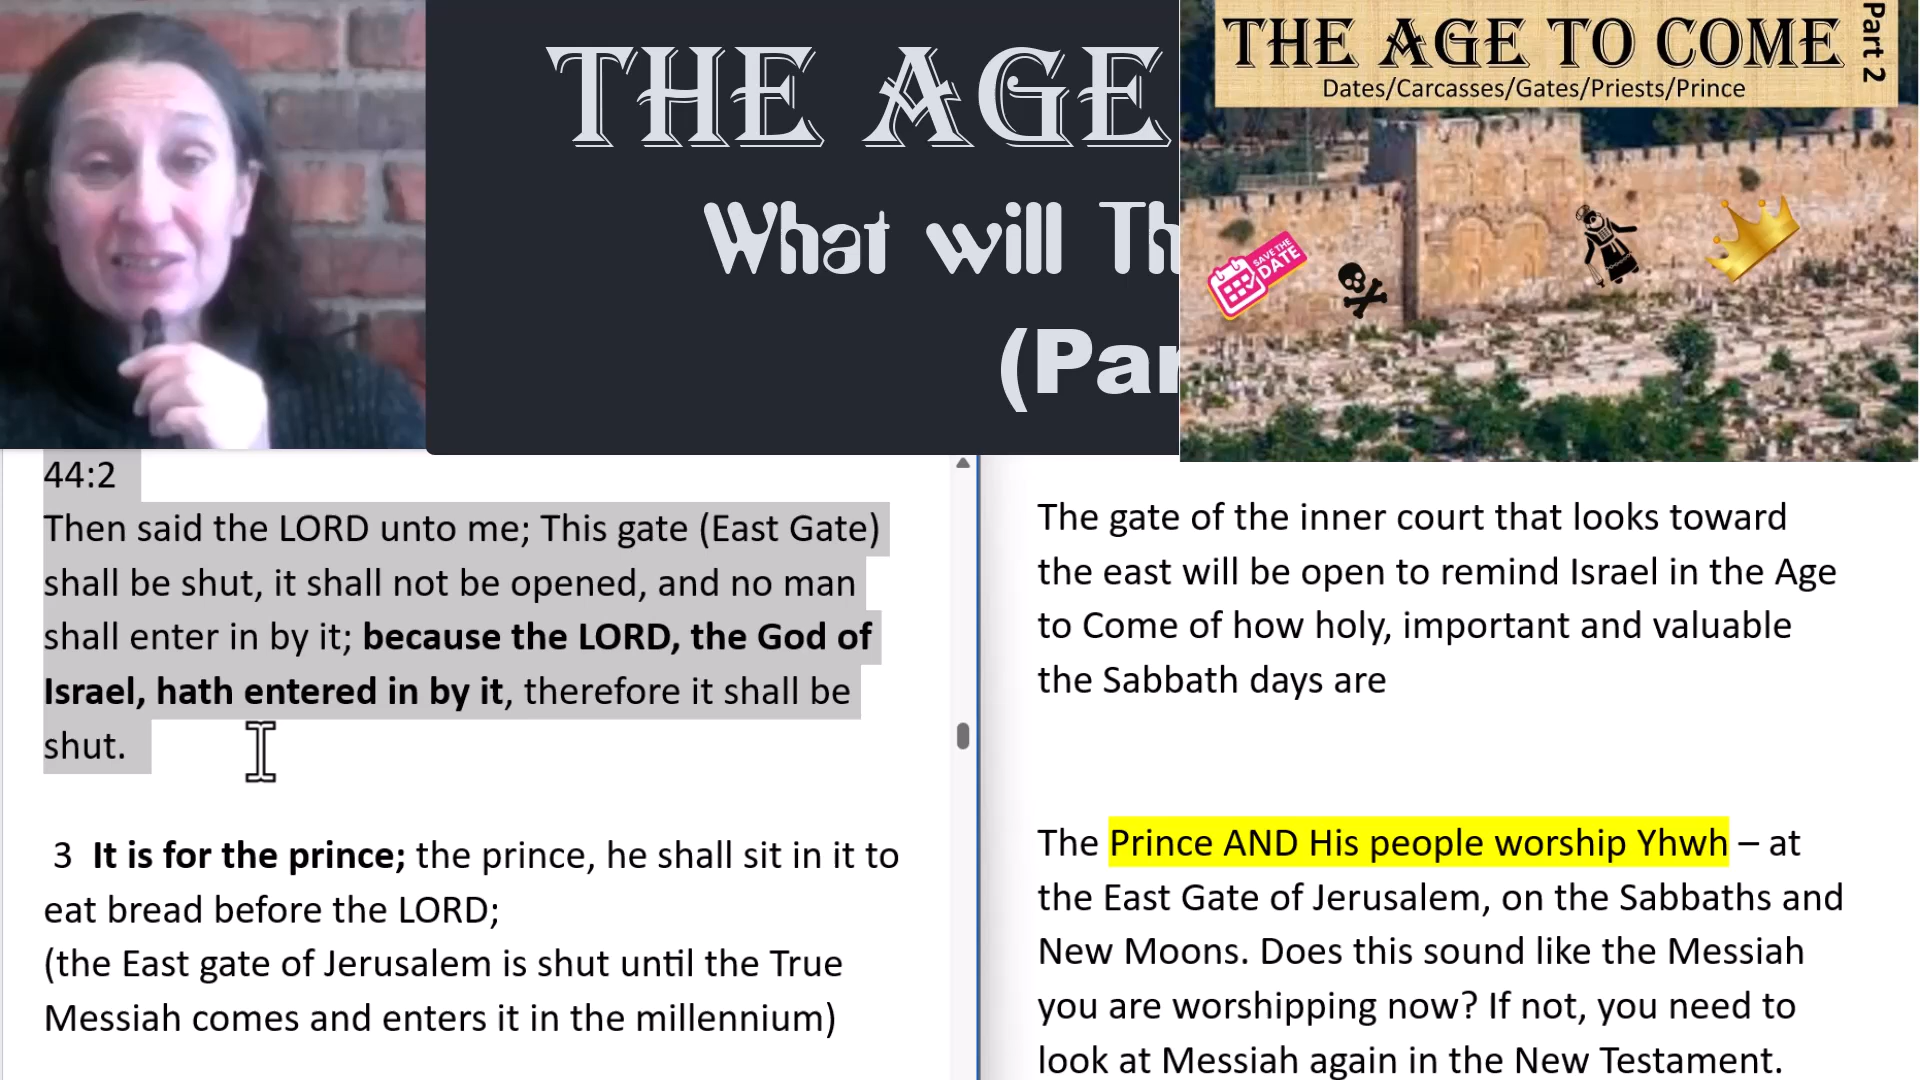 THE AGE
What will Th
(Par
THE AGE TO COME
Part 2
Dates/Carcasses/Gates/Priests/Prince
SAVE THE
DATE
44:2
Then said the LORD unto me; This gate (East Gate)
shall be shut, it shall not be opened, and no man
shall enter in by it; because the LORD, the God of
Israel, hath entered in by it, therefore it shall be
shut.
3 It is for the prince; the prince, he shall sit in it to
eat bread before the LORD;
(the East gate of Jerusalem is shut until the True
Messiah comes and enters it in the millennium)
The gate of the inner court that looks toward
the east will be open to remind Israel in the Age
to Come of how holy, important and valuable
the Sabbath days are
The Prince AND His people worship Yhwh – at
the East Gate of Jerusalem, on the Sabbaths and
New Moons. Does this sound like the Messiah
you are worshipping now? If not, you need to
look at Messiah again in the New Testament.